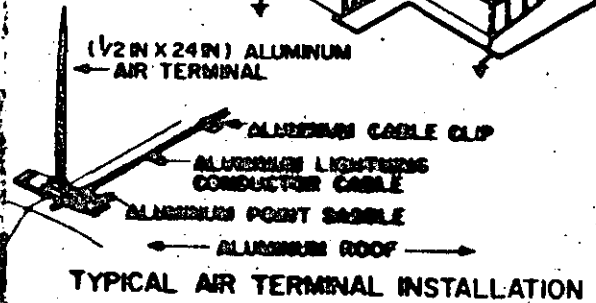 (1/2 IN X 24 IN) ALUMINUM
AIR TERMINAL
ALUMINUM CABLE CLIP
ALUMINUM LIGHTNING
CONDUCTOR CABLE
ALUMINUM POINT SADDLE
ALUMINUM ROOF
TYPICAL AIR TERMINAL INSTALLATION